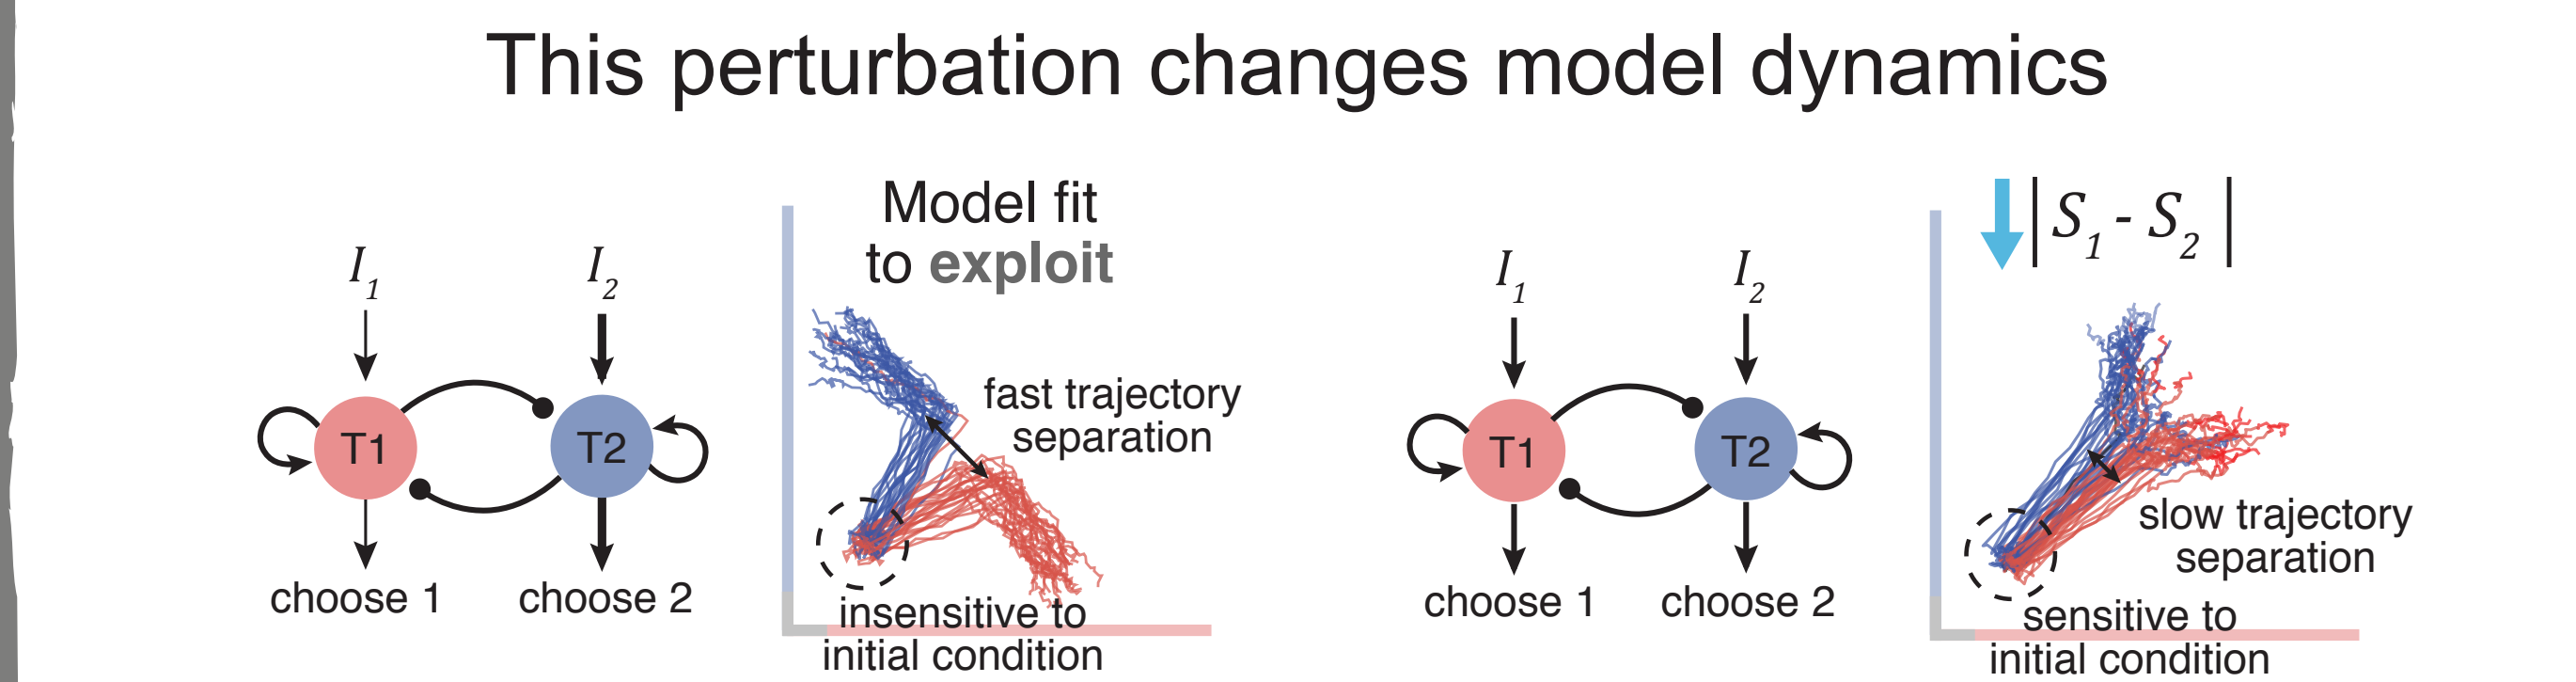 This perturbation changes model dynamics
Model fit
to exploit
I1
I2
T1
T2
choose 1
choose 2
fast trajectory
separation
insensitive to
initial condition
I1
I2
T1
T2
choose 1
choose 2
|S1 - S2|
slow trajectory
separation
sensitive to
initial condition